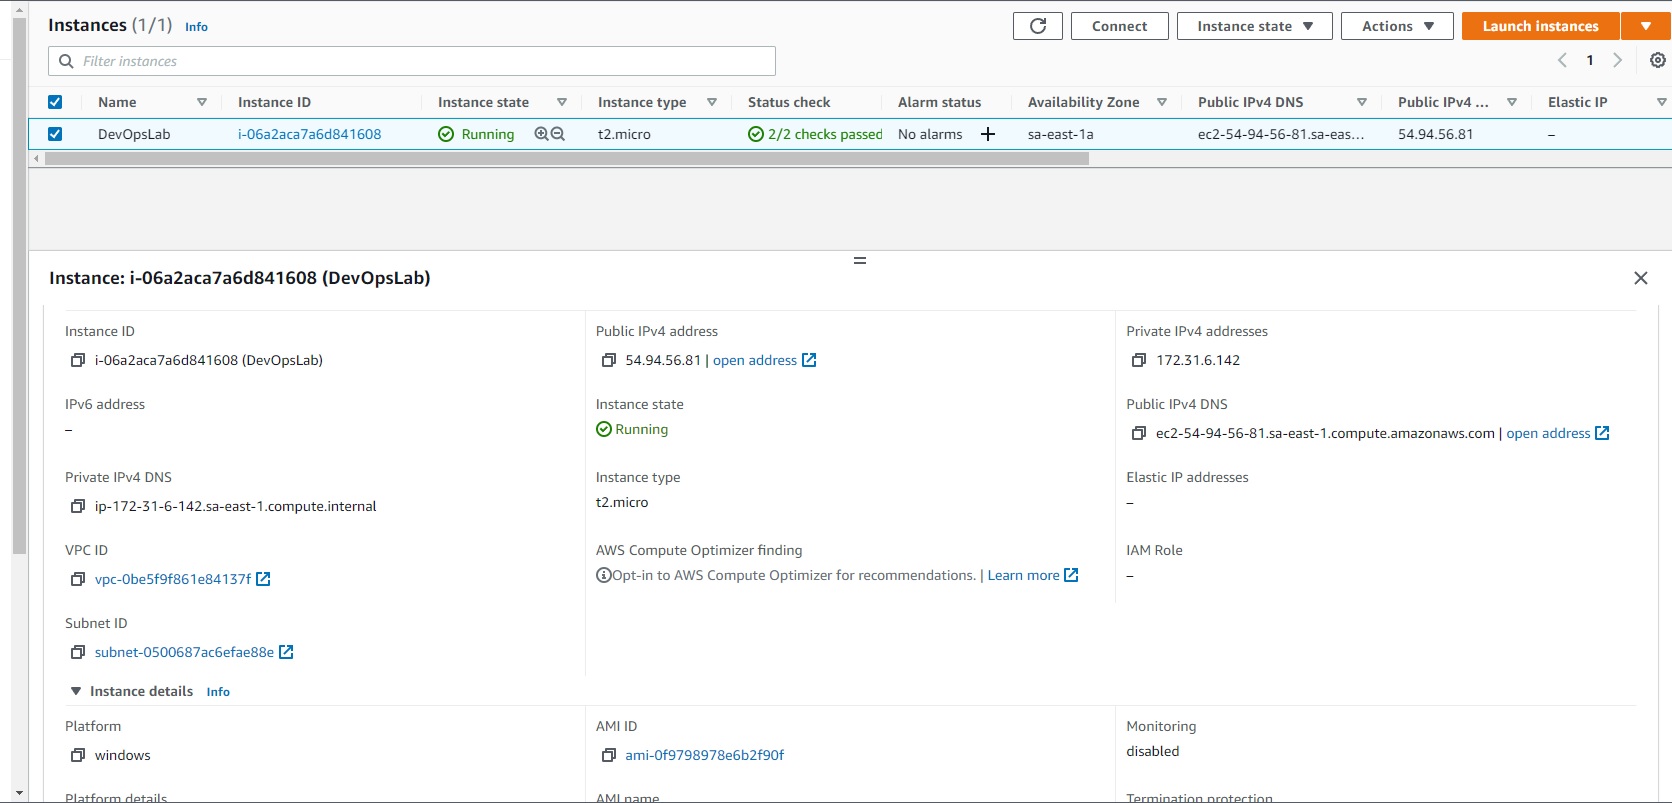 Instances (1/1) Info Connect Instance state Actions Launch instances
Filter instances 1
Name Instance ID Instance state Instance type Status check Alarm status Availability Zone Public IPv4 DNS Public IPv4 ... Elastic IP
DevOpsLab i-06a2aca7a6d841608 Running t2.micro 2/2 checks passed No alarms + sa-east-1a ec2-54-94-56-81.sa-eas... 54.94.56.81 –
Instance: i-06a2aca7a6d841608 (DevOpsLab)
Instance ID Public IPv4 address Private IPv4 addresses
i-06a2aca7a6d841608 (DevOpsLab) 54.94.56.81 | open address 172.31.6.142
IPv6 address Instance state Public IPv4 DNS
– Running ec2-54-94-56-81.sa-east-1.compute.amazonaws.com | open address
Private IPv4 DNS Instance type Elastic IP addresses
ip-172-31-6-142.sa-east-1.compute.internal t2.micro –
VPC ID AWS Compute Optimizer finding IAM Role
vpc-0be5f9f861e84137f Opt-in to AWS Compute Optimizer for recommendations. | Learn more –
Subnet ID
subnet-0500687ac6efae88e
Instance details Info
Platform AMI ID Monitoring
windows ami-0f9798978e6b2f90f disabled
Platform details AMI name Termination protection